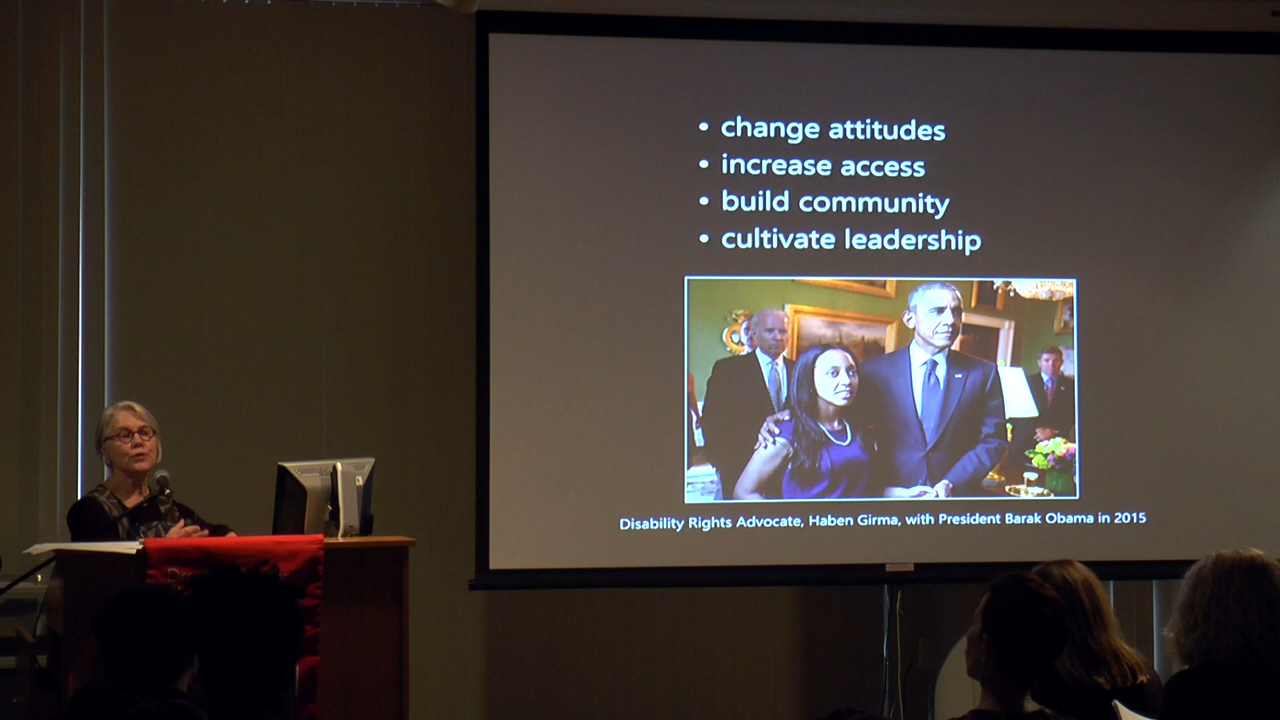 • change attitudes
• increase access
• build community
• cultivate leadership
Disability Rights Advocate, Haben Girma, with President Barak Obama in 2015